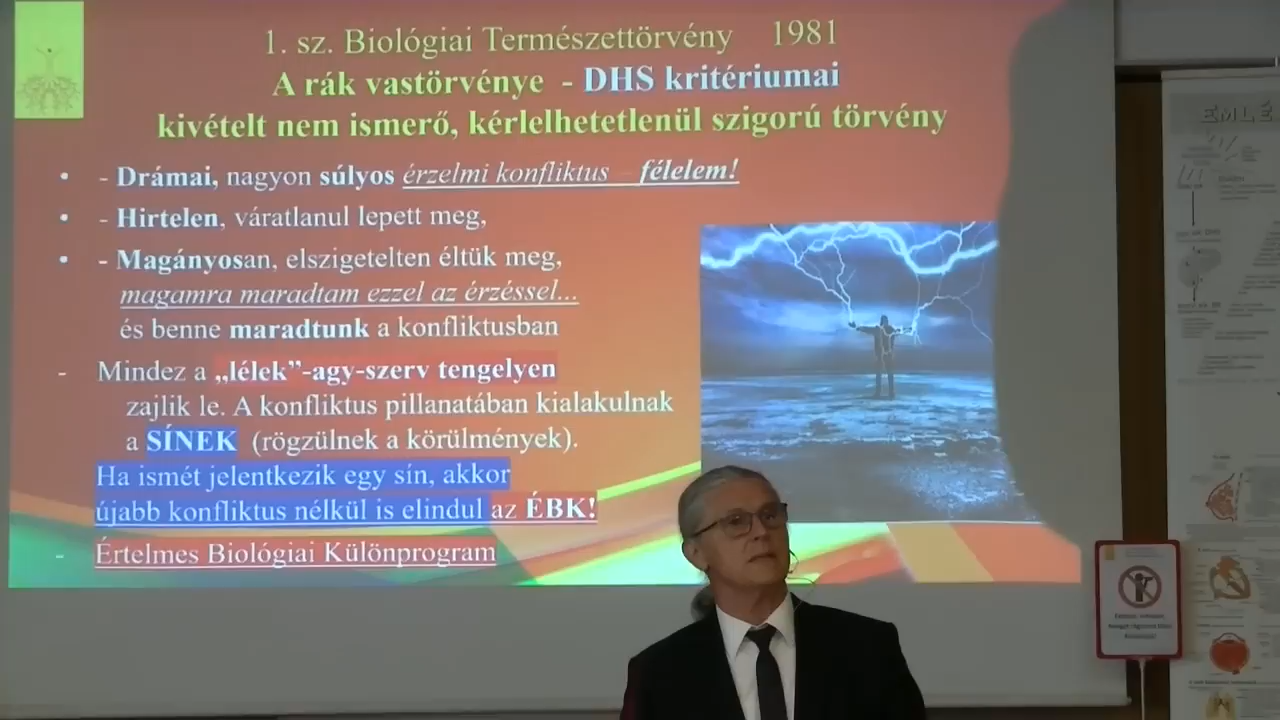 1. sz. Biológiai Természettörvény 1981
A rák vastörvénye - DHS kritériumai
kivételt nem ismerő, kérlelhetetlenül szigorú törvény
• - Drámai, nagyon súlyos érzelmi konfliktus – félelem!
• - Hirtelen, váratlanul lepett meg,
• - Magányosan, elszigetelten éltük meg,
magamra maradtam ezzel az érzéssel...
és benne maradtunk a konfliktusban
- Mindez a „lélek”-agy-szerv tengelyen
zajlik le. A konfliktus pillanatában kialakulnak
a SÍNEK (rögzülnek a körülmények).
Ha ismét jelentkezik egy sín, akkor
újabb konfliktus nélkül is elindul az ÉBK!
- Értelmes Biológiai Különprogram
EMLÉ